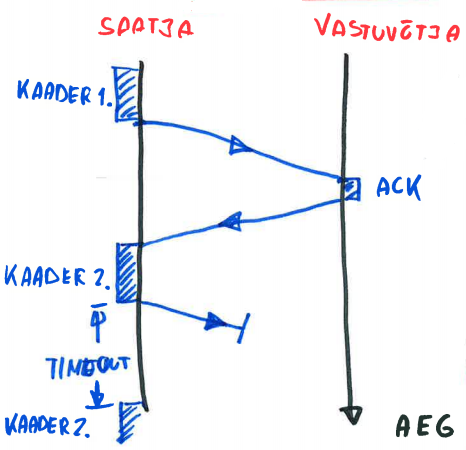 SAATJA
VASTUVÕTJA
KAADER 1.
ACK
KAADER 2.
TIMEOUT
KAADER 2.
AEG